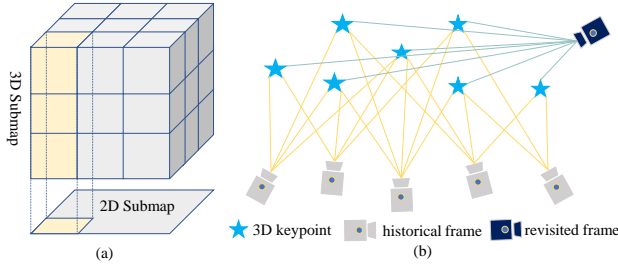 3D Submap
2D Submap
(a)
3D keypoint
historical frame
revisited frame
(b)